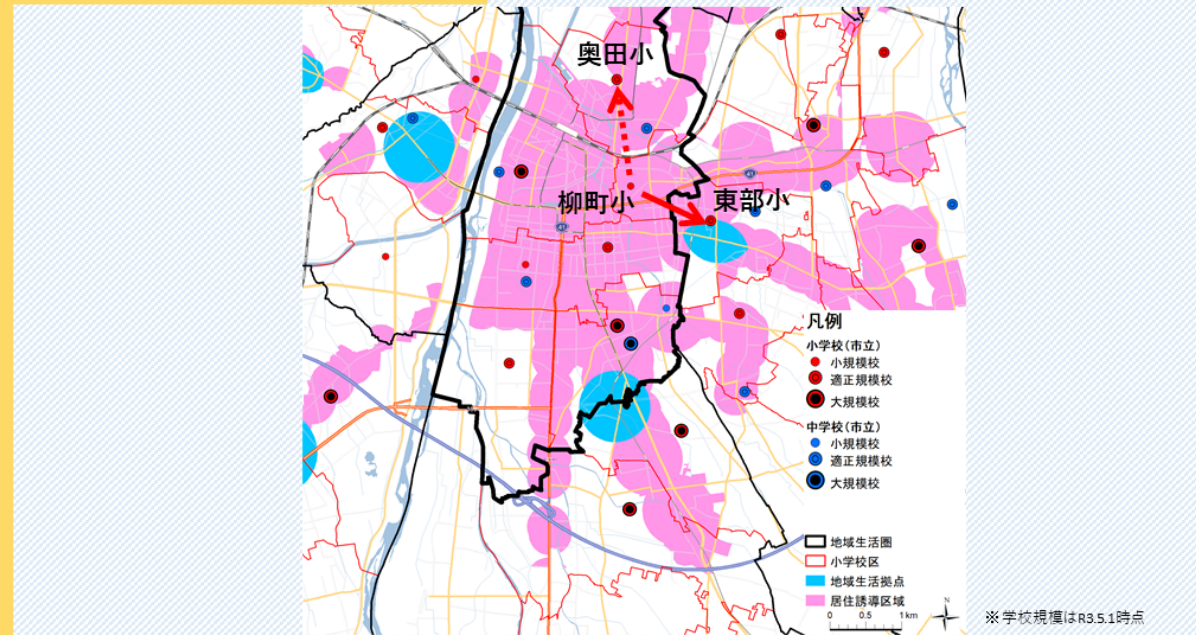 奥田小
柳町小
東部小
41
41
凡例
小学校(市立)
小規模校
適正規模校
大規模校
中学校(市立)
小規模校
適正規模校
大規模校
地域生活圏
小学校区
地域生活拠点
居住誘導区域
0 0.5 1km
N
※学校規模はR3.5.1時点